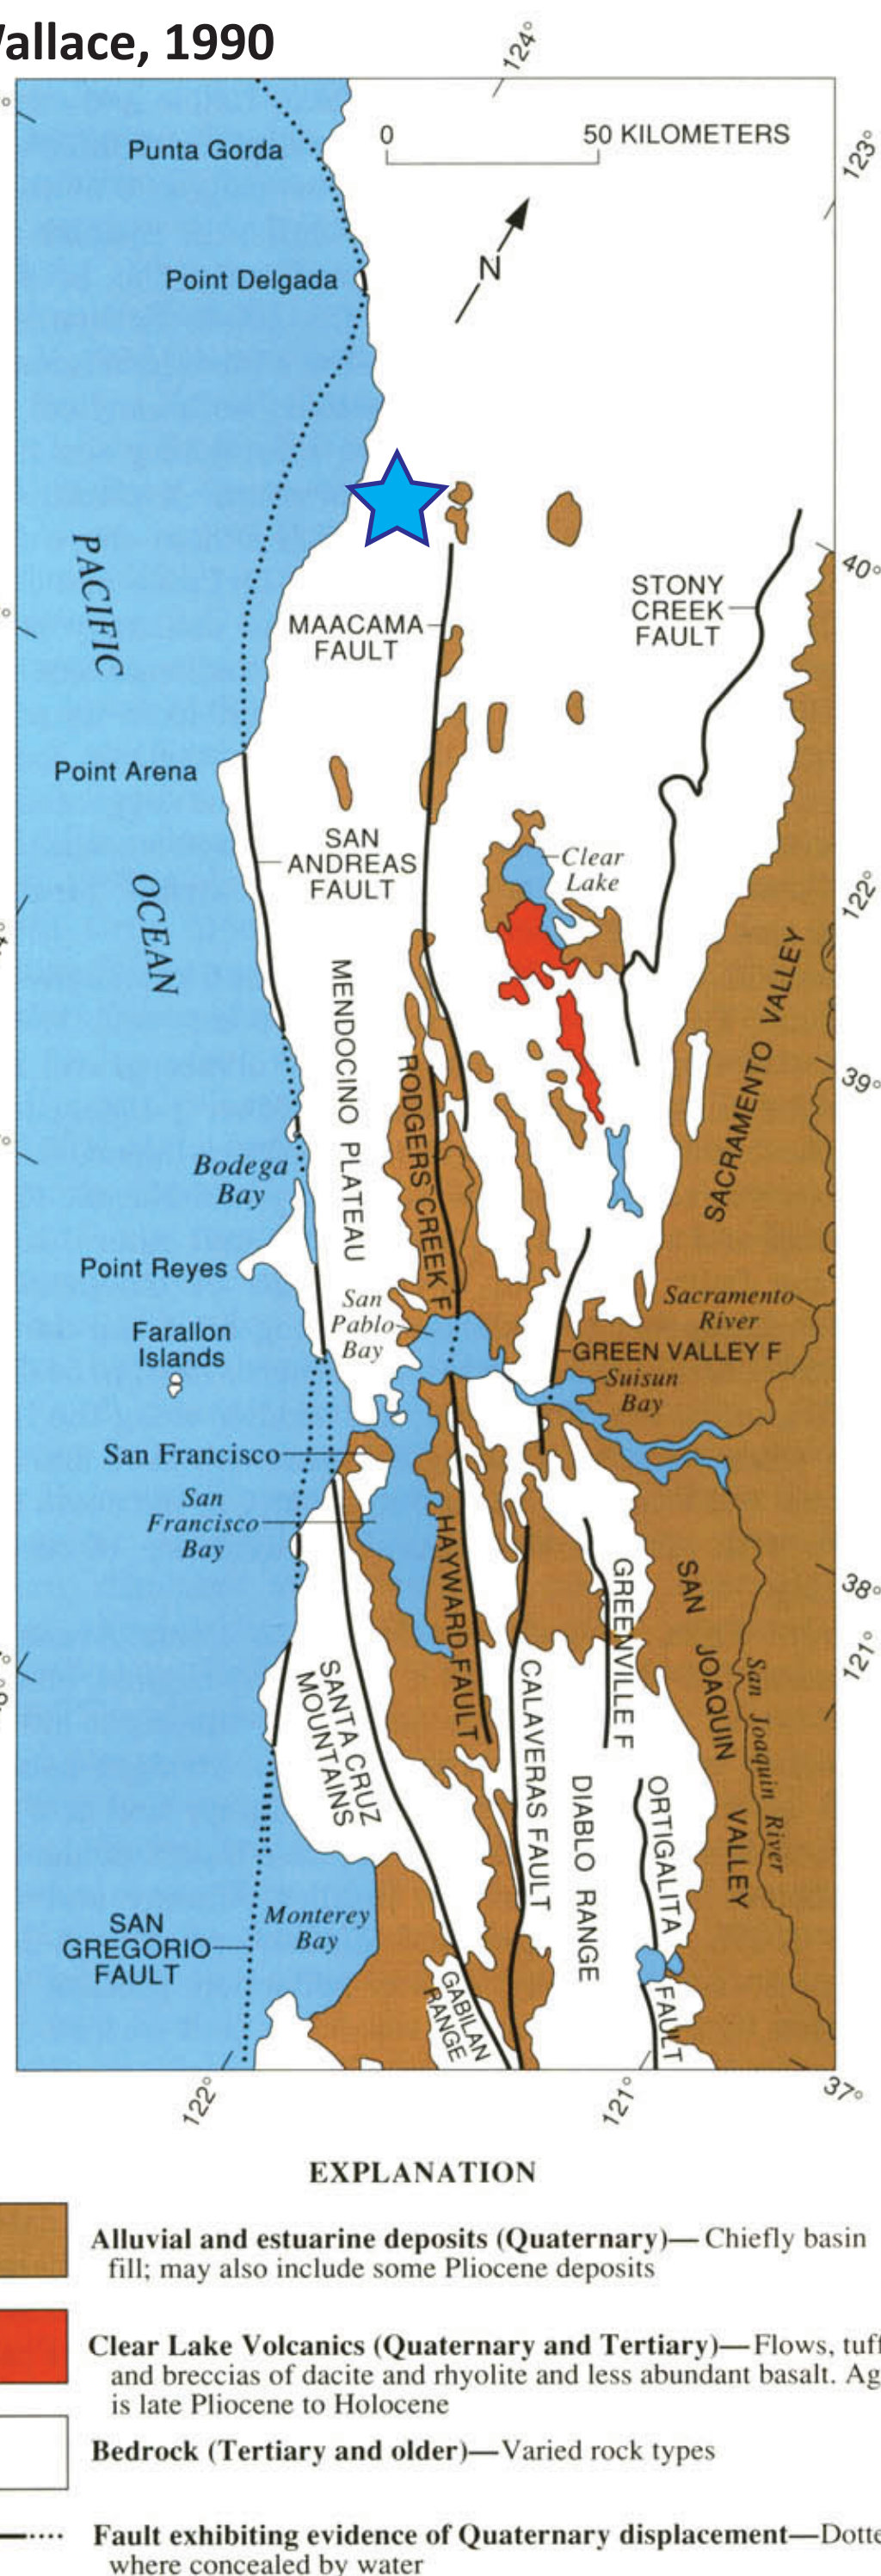 allace, 1990
124°
0 50 KILOMETERS
123°
Punta Gorda
N
Point Delgada
PACIFIC
OCEAN
40°
STONY
CREEK
FAULT
MAACAMA
FAULT
Point Arena
SAN
ANDREAS
FAULT
Clear
Lake
122°
MENDOCINO PLATEAU
SACRAMENTO VALLEY
39°
RODGERS CREEK F
Bodega
Bay
Point Reyes
San
Pablo
Bay
Sacramento
River
Farallon
Islands
GREEN VALLEY F
Suisun
Bay
San Francisco
San
Francisco
Bay
HAYWARD FAULT
GREENVILLE F
SAN JOAQUIN VALLEY
38°
121°
San Joaquin River
SANTA CRUZ
MOUNTAINS
CALAVERAS FAULT
DIABLO RANGE
ORTIGALITA FAULT
SAN
GREGORIO
FAULT
Monterey
Bay
GABILAN
RANGE
122°
121°
37°
EXPLANATION
Alluvial and estuarine deposits (Quaternary)—Chiefly basin
fill; may also include some Pliocene deposits
Clear Lake Volcanics (Quaternary and Tertiary)—Flows, tuff
and breccias of dacite and rhyolite and less abundant basalt. Ag
is late Pliocene to Holocene
Bedrock (Tertiary and older)—Varied rock types
Fault exhibiting evidence of Quaternary displacement—Dotte
where concealed by water